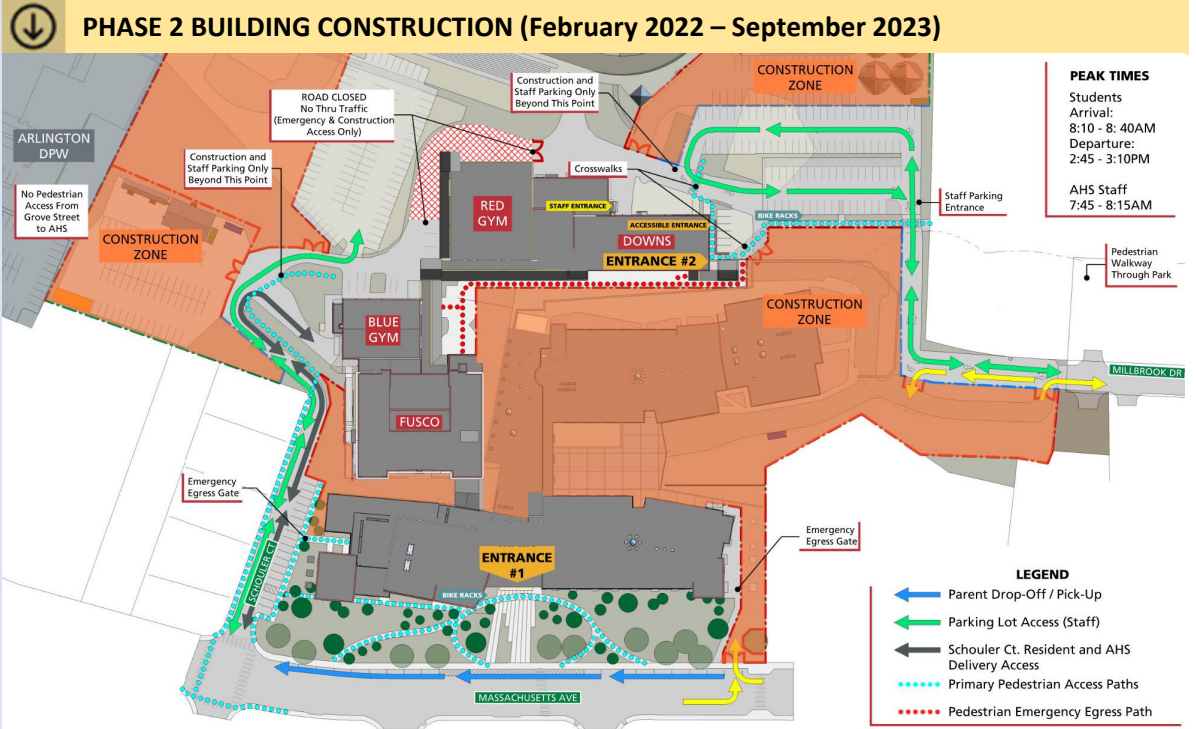 PHASE 2 BUILDING CONSTRUCTION (February 2022 – September 2023)
Construction and
Staff Parking Only
Beyond This Point
CONSTRUCTION
ZONE
PEAK TIMES
Students
Arrival:
8:10 - 8: 40AM
Departure:
2:45 - 3:10PM
AHS Staff
7:45 - 8:15AM
ROAD CLOSED
No Thru Traffic
(Emergency & Construction
Access Only)
ARLINGTON
DPW
Construction and
Staff Parking Only
Beyond This Point
Crosswalks
No Pedestrian
Access From
Grove Street
to AHS
RED
GYM
STAFF ENTRANCE
Staff Parking
Entrance
BIKE RACKS
ACCESSIBLE ENTRANCE
DOWNS
ENTRANCE #2
CONSTRUCTION
ZONE
Pedestrian
Walkway
Through Park
CONSTRUCTION
ZONE
BLUE
GYM
MILLBROOK DR
FUSCO
Emergency
Egress Gate
Emergency
Egress Gate
ENTRANCE
#1
SCHOULER CT
BIKE RACKS
MASSACHUSETTS AVE
LEGEND
Parent Drop-Off / Pick-Up
Parking Lot Access (Staff)
Schouler Ct. Resident and AHS
Delivery Access
Primary Pedestrian Access Paths
Pedestrian Emergency Egress Path